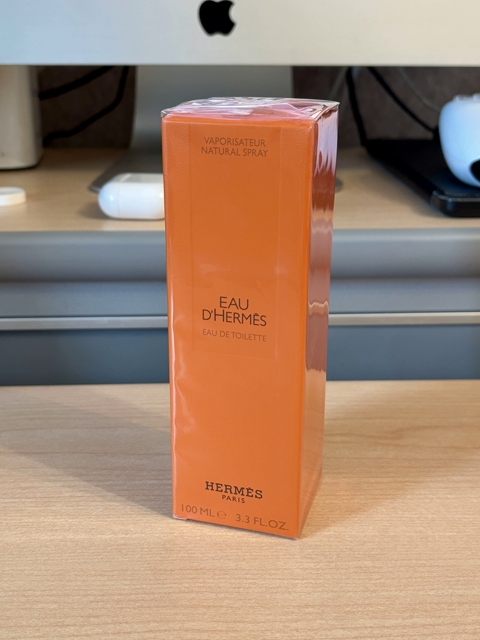 VAPORISATEUR
NATURAL SPRAY
EAU
D'HERMÈS
EAU DE TOILETTE
HERMÈS
PARIS
100 ML ℮ 3.3 FL.OZ.